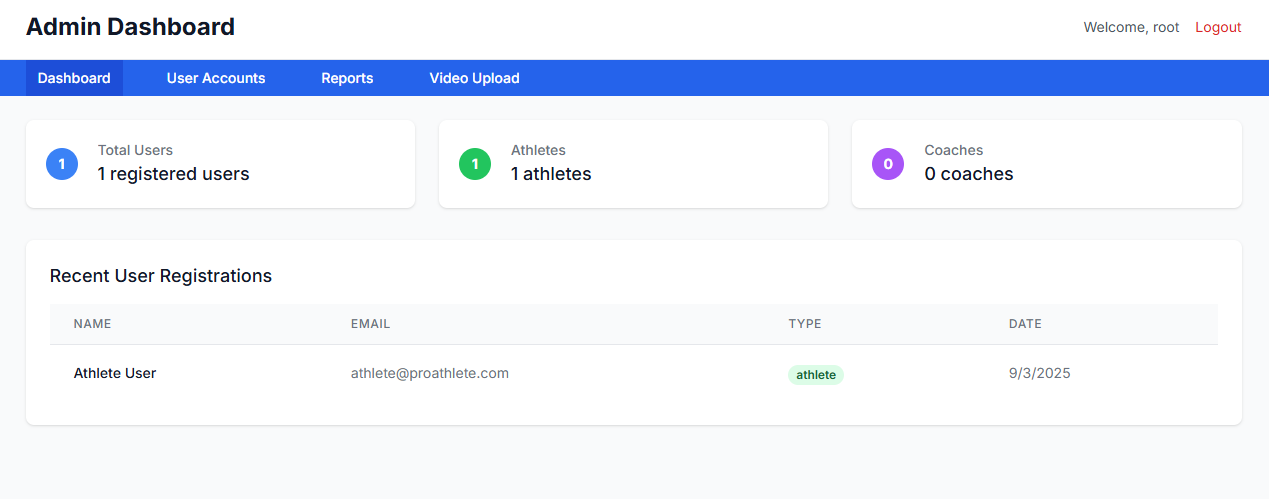 Admin Dashboard
Welcome, root Logout
Dashboard User Accounts Reports Video Upload
1 Total Users
1 registered users
1 Athletes
1 athletes
0 Coaches
0 coaches
Recent User Registrations
NAME EMAIL TYPE DATE
Athlete User athlete@proathlete.com athlete 9/3/2025